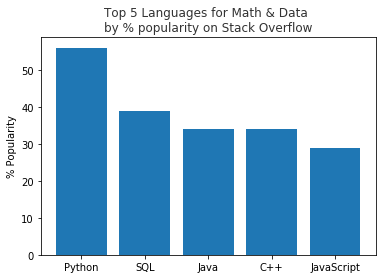 Top 5 Languages for Math & Data
by % popularity on Stack Overflow
% Popularity
50
40
30
20
10
0
Python SQL Java C++ JavaScript